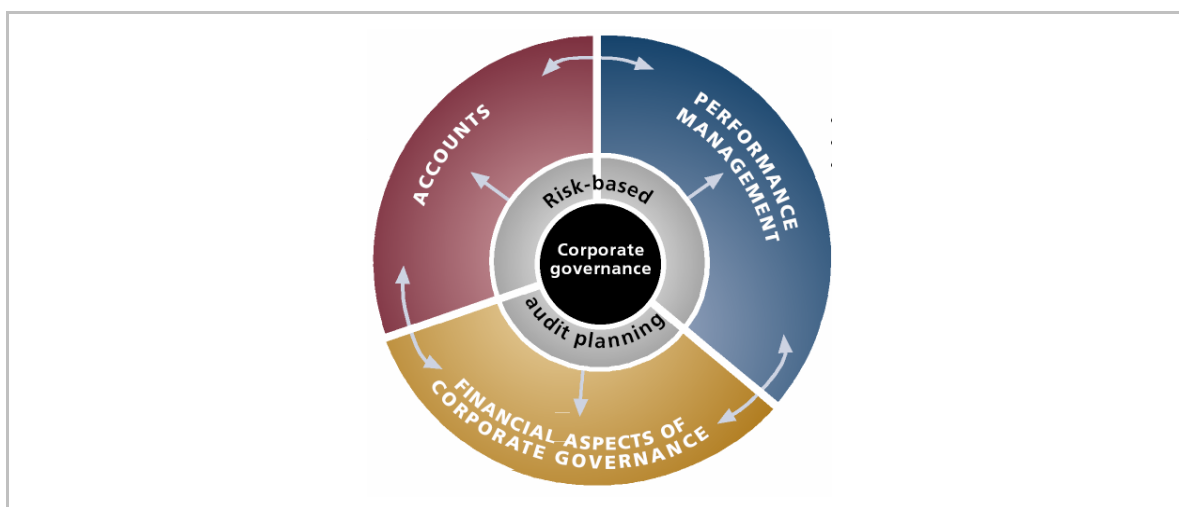 ACCOUNTS
PERFORMANCE
MANAGEMENT
Risk-based
Corporate
governance
audit planning
FINANCIAL ASPECTS OF
CORPORATE GOVERNANCE